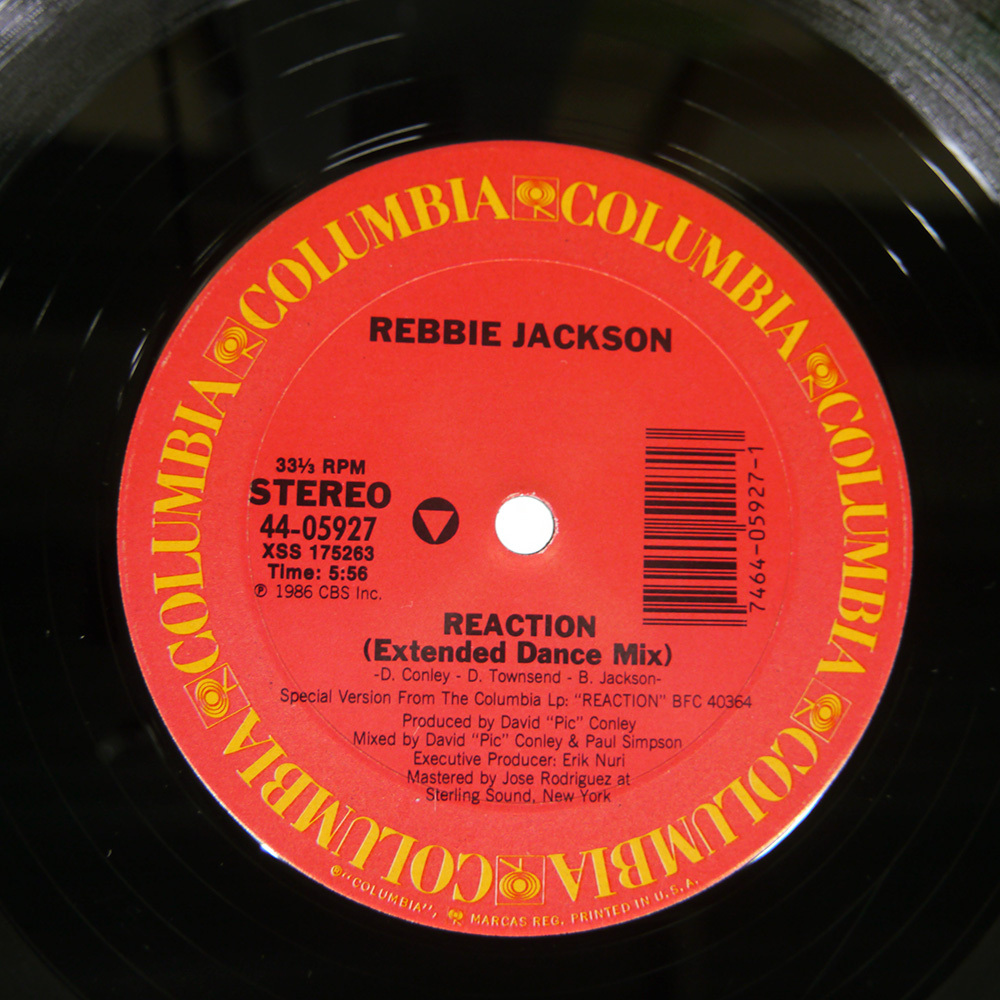 COLUMBIA COLUMBIA COLUMBIA COLUMBIA COLUMBIA COLUMBIA COLUMBIA
REBBIE JACKSON
33⅓ RPM
STEREO
44-05927
XSS 175263
Time: 5:56
℗ 1986 CBS Inc.
7464-05927-1
REACTION
(Extended Dance Mix)
-D. Conley - D. Townsend - B. Jackson-
Special Version From The Columbia Lp: "REACTION" BFC 40364
Produced by David "Pic" Conley
Mixed by David "Pic" Conley & Paul Simpson
Executive Producer: Erik Nuri
Mastered by Jose Rodriguez at
Sterling Sound, New York
®"COLUMBIA", MARCAS REG. PRINTED IN U.S.A.